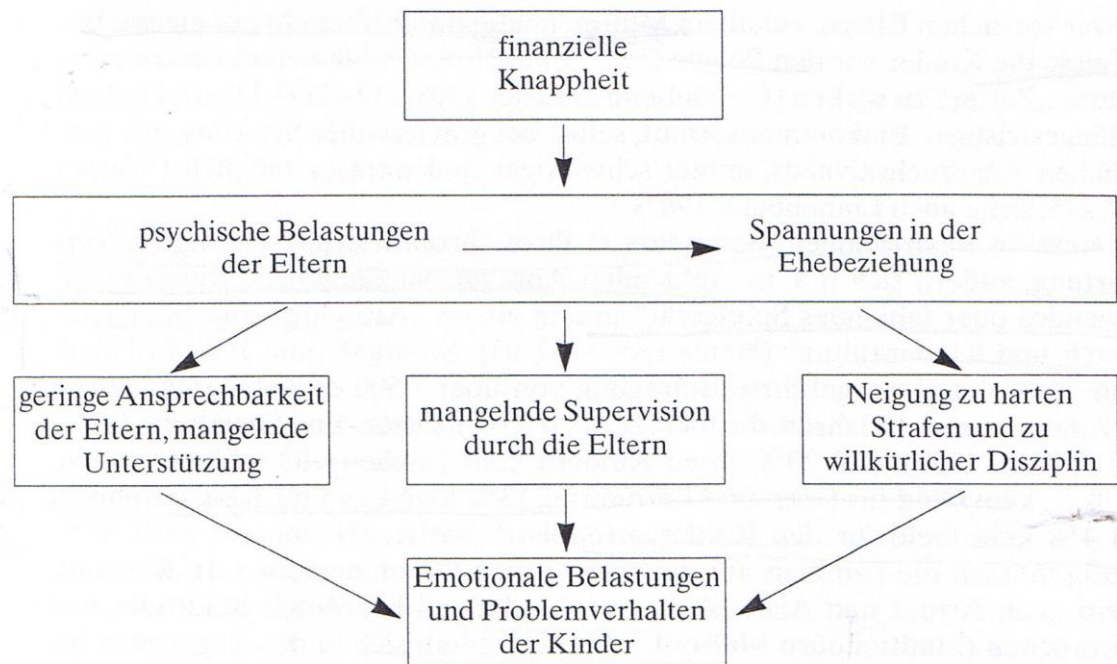 finanzielle
Knappheit
psychische Belastungen
der Eltern
Spannungen in der
Ehebeziehung
geringe Ansprechbarkeit
der Eltern, mangelnde
Unterstützung
mangelnde Supervision
durch die Eltern
Neigung zu harten
Strafen und zu
willkürlicher Disziplin
Emotionale Belastungen
und Problemverhalten
der Kinder